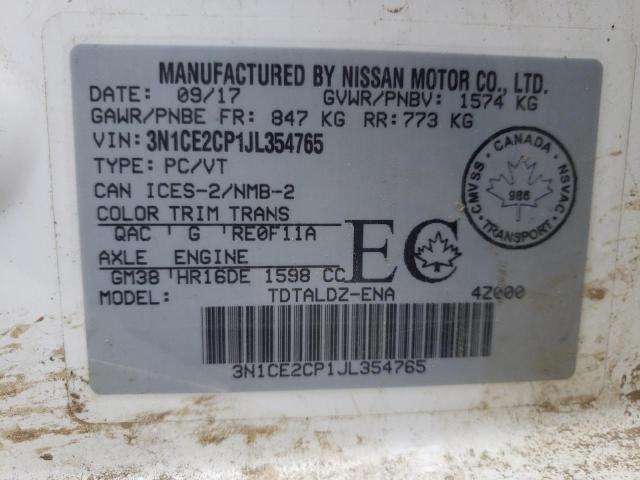 MANUFACTURED BY NISSAN MOTOR CO., LTD.
DATE: 09/17 GVWR/PNBV: 1574 KG
GAWR/PNBE FR: 847 KG RR: 773 KG
VIN: 3N1CE2CP1JL354765
TYPE: PC/VT
CAN ICES-2/NMB-2
COLOR TRIM TRANS
QAC G RE0F11A
AXLE ENGINE
GM38 HR16DE 1598 CC
MODEL: TDTALDZ-ENA 4Z000
EC
CANADA
CMVSS NSVAC
986
TRANSPORT
3N1CE2CP1JL354765